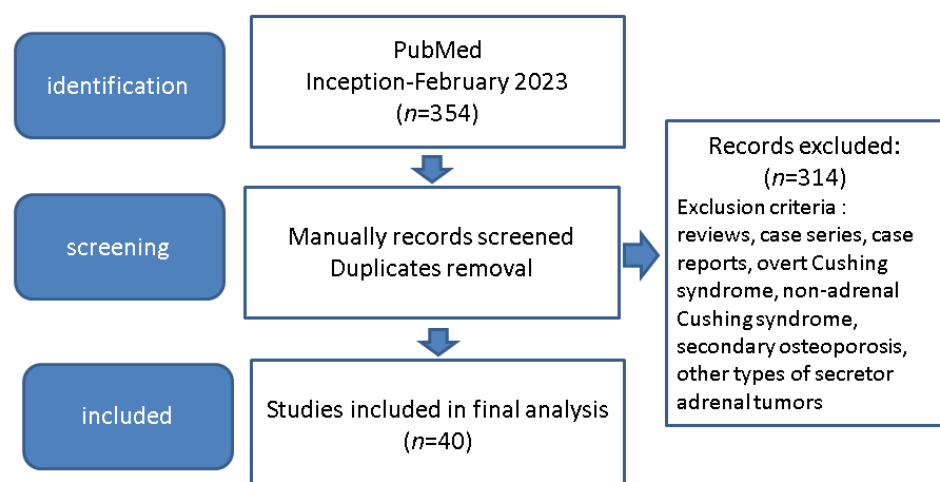 identification
PubMed
Inception-February 2023
(n=354)
screening
Manually records screened
Duplicates removal
Records excluded:
(n=314)
Exclusion criteria :
reviews, case series, case
reports, overt Cushing
syndrome, non-adrenal
Cushing syndrome,
secondary osteoporosis,
other types of secretor
adrenal tumors
included
Studies included in final analysis
(n=40)